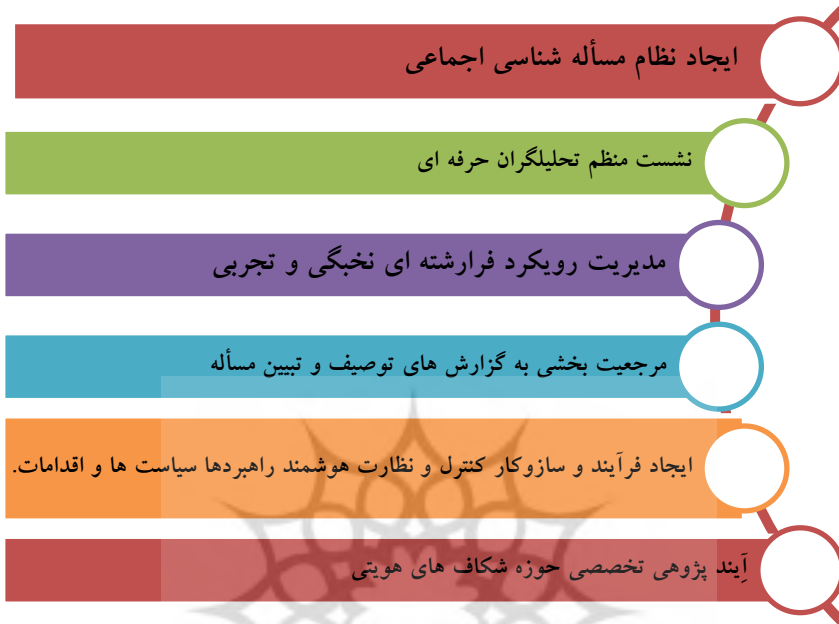 ایجاد نظام مسأله شناسی اجماعی
نشست منظم تحلیلگران حرفه ای
مدیریت رویکرد فرارشته ای نخبگی و تجربی
مرجعیت بخشی به گزارش های توصیف و تبیین مسأله
ایجاد فرآیند و سازوکار کنترل و نظارت هوشمند راهبردها سیاست ها و اقدامات.
آِیند پژوهی تخصصی حوزه شکاف های هویتی